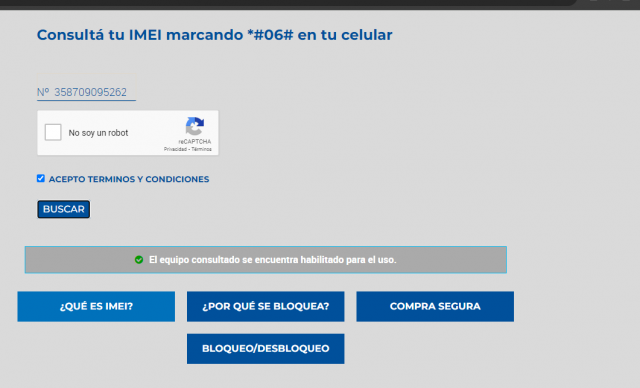 Consultá tu IMEI marcando *#06# en tu celular
Nº 358709095262
No soy un robot
reCAPTCHA
Privacidad - Términos
ACEPTO TERMINOS Y CONDICIONES
BUSCAR
El equipo consultado se encuentra habilitado para el uso.
¿QUÉ ES IMEI?
¿POR QUÉ SE BLOQUEA?
COMPRA SEGURA
BLOQUEO/DESBLOQUEO